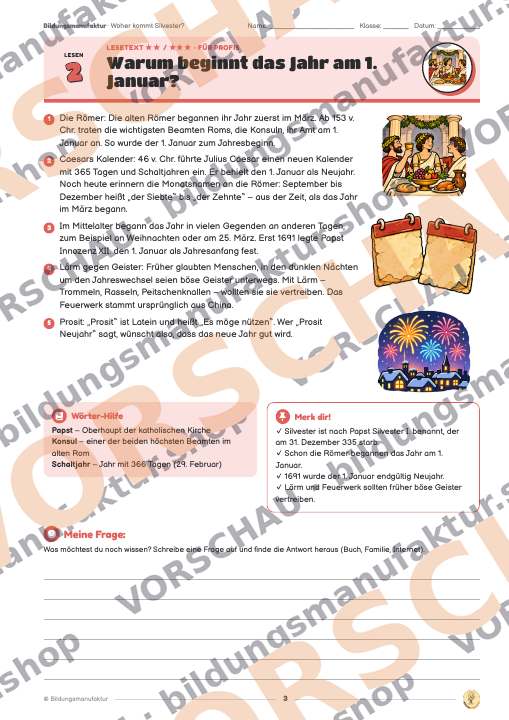 Bildungsmanufaktur · Woher kommt Silvester?
Name: Klasse: Datum:
LESEN
2
LESETEXT ★★ / ★★★ · FÜR PROFIS
Warum beginnt das Jahr am 1.
Januar?
1 Die Römer: Die alten Römer begannen ihr Jahr zuerst im März. Ab 153 v.
Chr. traten die wichtigsten Beamten Roms, die Konsuln, ihr Amt am 1.
Januar an. So wurde der 1. Januar zum Jahresbeginn.
2 Caesars Kalender: 46 v. Chr. führte Julius Caesar einen neuen Kalender
mit 365 Tagen und Schaltjahren ein. Er behielt den 1. Januar als Neujahr.
Noch heute erinnern die Monatsnamen an die Römer: September bis
Dezember heißt „der Siebte" bis „der Zehnte" – aus der Zeit, als das Jahr
im März begann.
3 Im Mittelalter begann das Jahr in vielen Gegenden an anderen Tagen,
zum Beispiel an Weihnachten oder am 25. März. Erst 1691 legte Papst
Innozenz XII. den 1. Januar als Jahresanfang fest.
4 Lärm gegen Geister: Früher glaubten Menschen, in den dunklen Nächten
um den Jahreswechsel seien böse Geister unterwegs. Mit Lärm –
Trommeln, Rasseln, Peitschenknallen – wollten sie sie vertreiben. Das
Feuerwerk stammt ursprünglich aus China.
5 Prosit: „Prosit" ist Latein und heißt „Es möge nützen". Wer „Prosit
Neujahr" sagt, wünscht also, dass das neue Jahr gut wird.
Wörter-Hilfe
Papst – Oberhaupt der katholischen Kirche
Konsul – einer der beiden höchsten Beamten im
alten Rom
Schaltjahr – Jahr mit 366 Tagen (29. Februar)
Merk dir!
✓ Silvester ist nach Papst Silvester I. benannt, der
am 31. Dezember 335 starb.
✓ Schon die Römer begannen das Jahr am 1.
Januar.
✓ 1691 wurde der 1. Januar endgültig Neujahr.
✓ Lärm und Feuerwerk sollten früher böse Geister
vertreiben.
Meine Frage:
Was möchtest du noch wissen? Schreibe eine Frage auf und finde die Antwort heraus (Buch, Familie, Internet).
© Bildungsmanufaktur
3
VORSCHAU · bildungsmanufaktur.shop
VORSCHAU